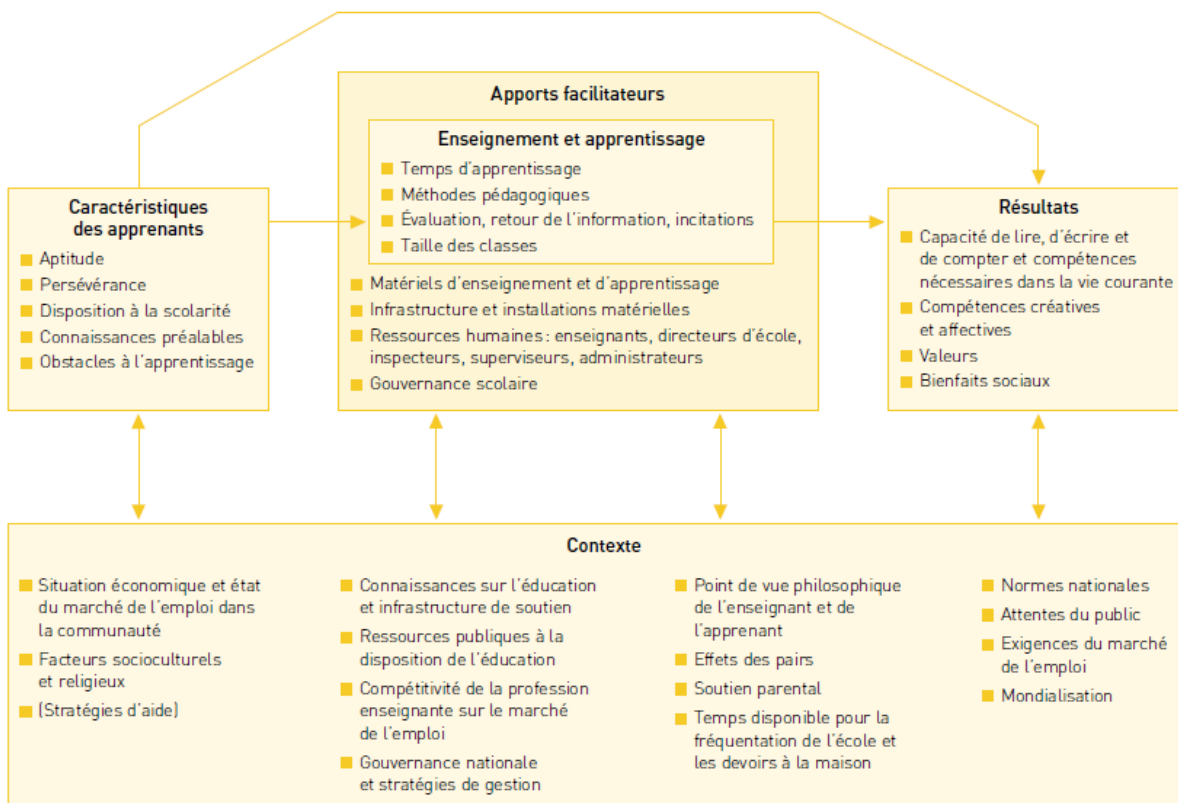 Apports facilitateurs
Enseignement et apprentissage
Temps d'apprentissage
Méthodes pédagogiques
Évaluation, retour de l'information, incitations
Taille des classes
Matériels d'enseignement et d'apprentissage
Infrastructure et installations matérielles
Ressources humaines : enseignants, directeurs d'école,
inspecteurs, superviseurs, administrateurs
Gouvernance scolaire
Caractéristiques
des apprenants
Aptitude
Persévérance
Disposition à la scolarité
Connaissances préalables
Obstacles à l'apprentissage
Résultats
Capacité de lire, d'écrire et
de compter et compétences
nécessaires dans la vie courante
Compétences créatives
et affectives
Valeurs
Bienfaits sociaux
Contexte
Situation économique et état
du marché de l'emploi dans
la communauté
Facteurs socioculturels
et religieux
(Stratégies d'aide)
Connaissances sur l'éducation
et infrastructure de soutien
Ressources publiques à la
disposition de l'éducation
Compétitivité de la profession
enseignante sur le marché
de l'emploi
Gouvernance nationale
et stratégies de gestion
Point de vue philosophique
de l'enseignant et de
l'apprenant
Effets des pairs
Soutien parental
Temps disponible pour la
fréquentation de l'école et
les devoirs à la maison
Normes nationales
Attentes du public
Exigences du marché
de l'emploi
Mondialisation